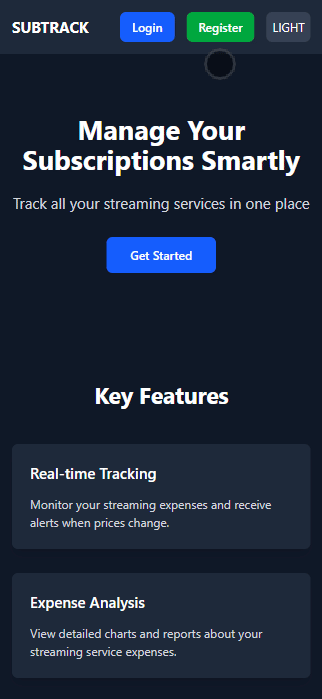 SUBTRACK Login Register LIGHT
Manage Your
Subscriptions Smartly
Track all your streaming services in one place
Get Started
Key Features
Real-time Tracking
Monitor your streaming expenses and receive
alerts when prices change.
Expense Analysis
View detailed charts and reports about your
streaming service expenses.